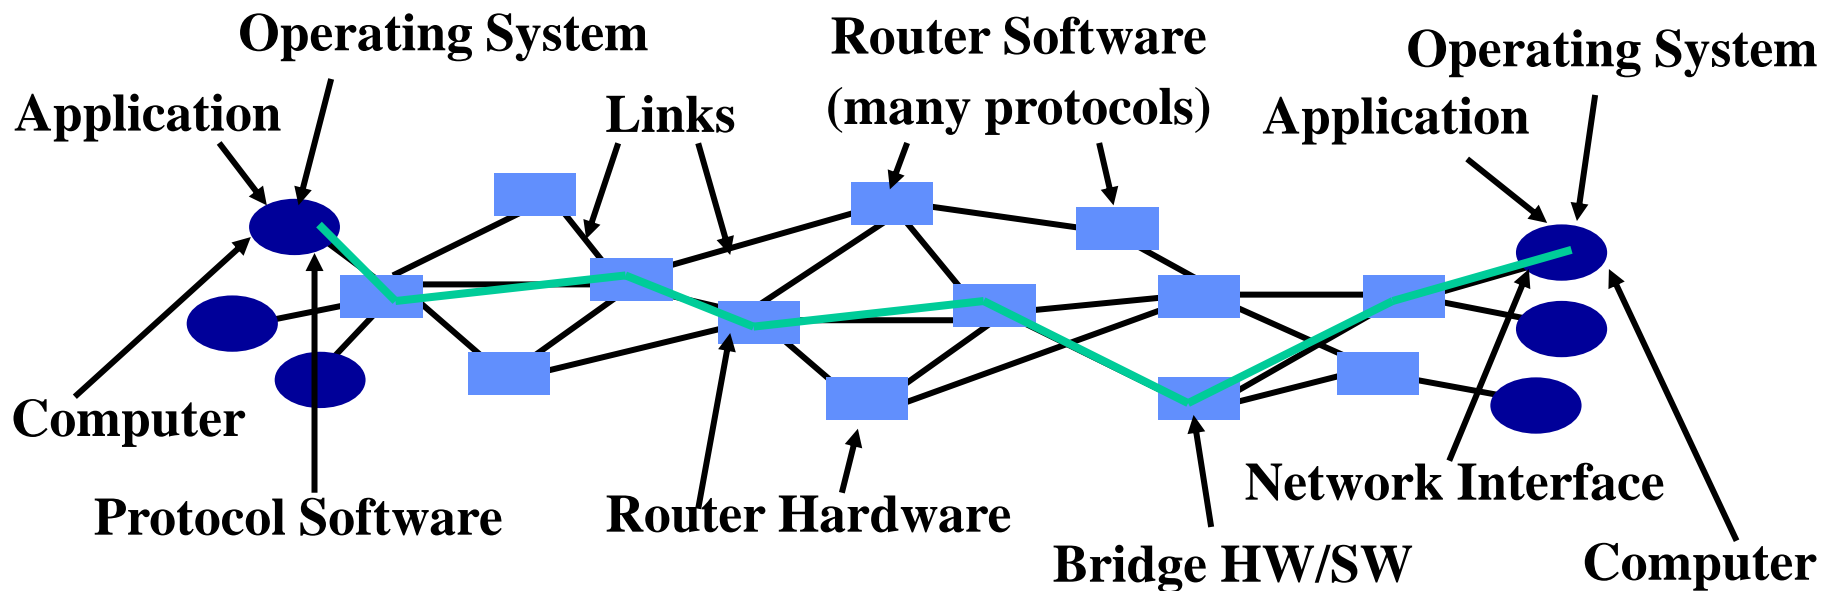 Operating System
Router Software
(many protocols)
Operating System
Application
Links
Application
Computer
Protocol Software
Router Hardware
Network Interface
Bridge HW/SW
Computer